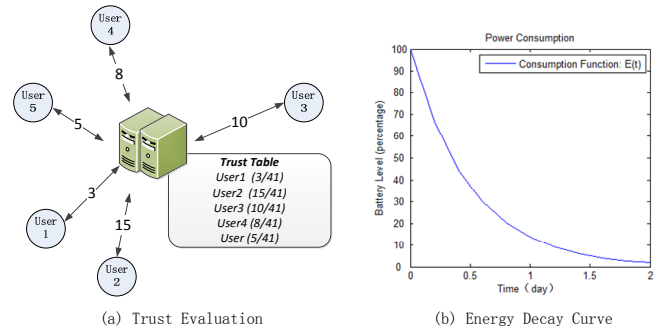 User
4
8
User
5
5
10
User
3
3
User
1
15
User
2
Trust Table
User1 (3/41)
User2 (15/41)
User3 (10/41)
User4 (8/41)
User (5/41)
(a) Trust Evaluation
Power Consumption
Consumption Function: E(t)
Battery Level (percentage)
100
90
80
70
60
50
40
30
20
10
0
0
0.5
1
1.5
2
Time (day)
(b) Energy Decay Curve